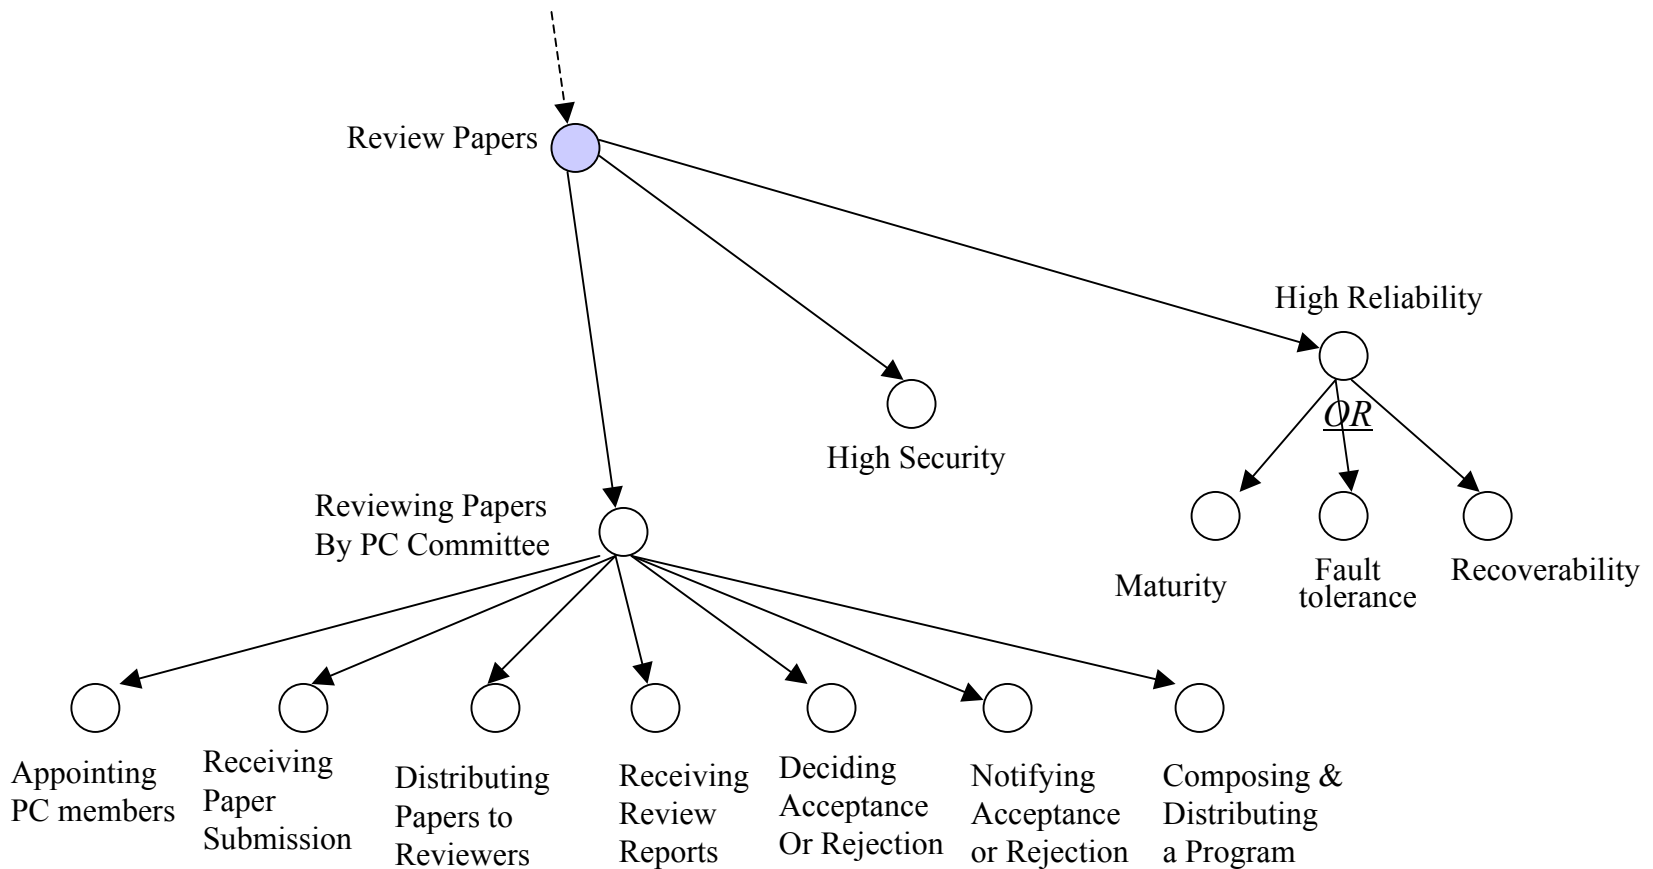 Review Papers
High Reliability
OR
High Security
Reviewing Papers
By PC Committee
Maturity
Fault
tolerance
Recoverability
Appointing
PC members
Receiving
Paper
Submission
Distributing
Papers to
Reviewers
Receiving
Review
Reports
Deciding
Acceptance
Or Rejection
Notifying
Acceptance
or Rejection
Composing &
Distributing
a Program